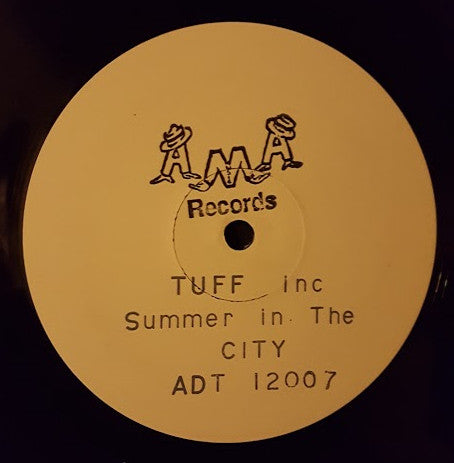 AMA
Records
TUFF inc
Summer in The
CITY
ADT 12007